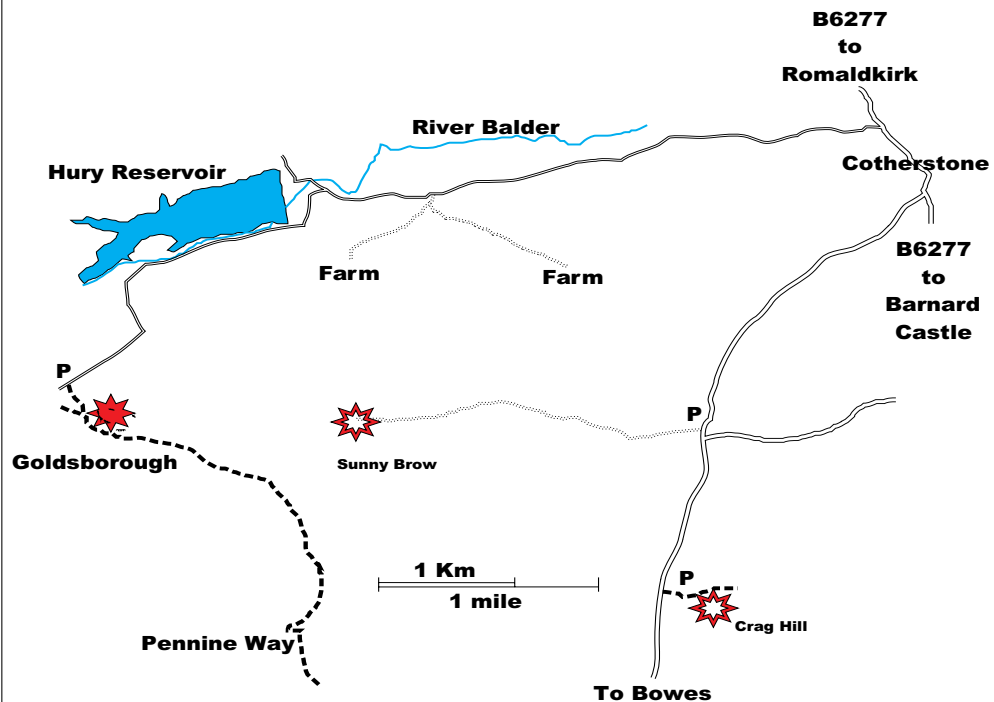 B6277
to
Romaldkirk
River Balder
Hury Reservoir
Cotherstone
Farm
Farm
B6277
to
Barnard
Castle
P
P
Goldsborough
Sunny Brow
1 Km
1 mile
P
Crag Hill
Pennine Way
To Bowes